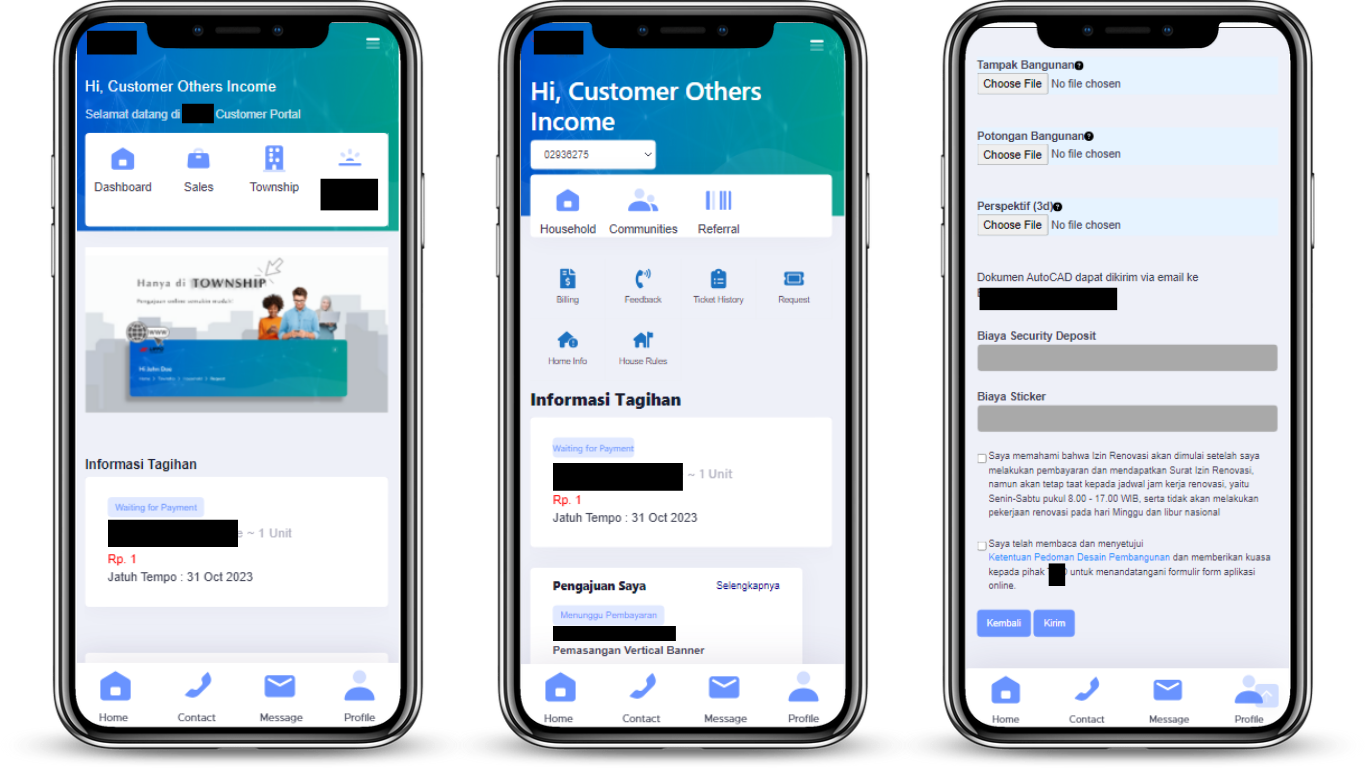 Hi, Customer Others Income
Selamat datang di Customer Portal
Dashboard Sales Township
Hanya di TOWNSHIP
Pengajuan online semakin mudah!
www
Hi John Doe
Home > Township > Household > Request
Informasi Tagihan
Waiting for Payment
~ 1 Unit
Rp. 1
Jatuh Tempo : 31 Oct 2023
Home Contact Message Profile
Hi, Customer Others
Income
02936275
Household Communities Referral
Billing Feedback Ticket History Request
Home Info House Rules
Informasi Tagihan
Waiting for Payment
~ 1 Unit
Rp. 1
Jatuh Tempo : 31 Oct 2023
Pengajuan Saya Selengkapnya
Menunggu Pembayaran
Pemasangan Vertical Banner
Home Contact Message Profile
Tampak Bangunan
Choose File No file chosen
Potongan Bangunan
Choose File No file chosen
Perspektif (3d)
Choose File No file chosen
Dokumen AutoCAD dapat dikirim via email ke
Biaya Security Deposit
Biaya Sticker
Saya memahami bahwa Izin Renovasi akan dimulai setelah saya
melakukan pembayaran dan mendapatkan Surat Izin Renovasi,
namun akan tetap taat kepada jadwal jam kerja renovasi, yaitu
Senin-Sabtu pukul 8.00 - 17.00 WIB, serta tidak akan melakukan
pekerjaan renovasi pada hari Minggu dan libur nasional
Saya telah membaca dan menyetujui
Ketentuan Pedoman Desain Pembangunan dan memberikan kuasa
kepada pihak untuk menandatangani formulir form aplikasi
online.
Kembali Kirim
Home Contact Message Profile